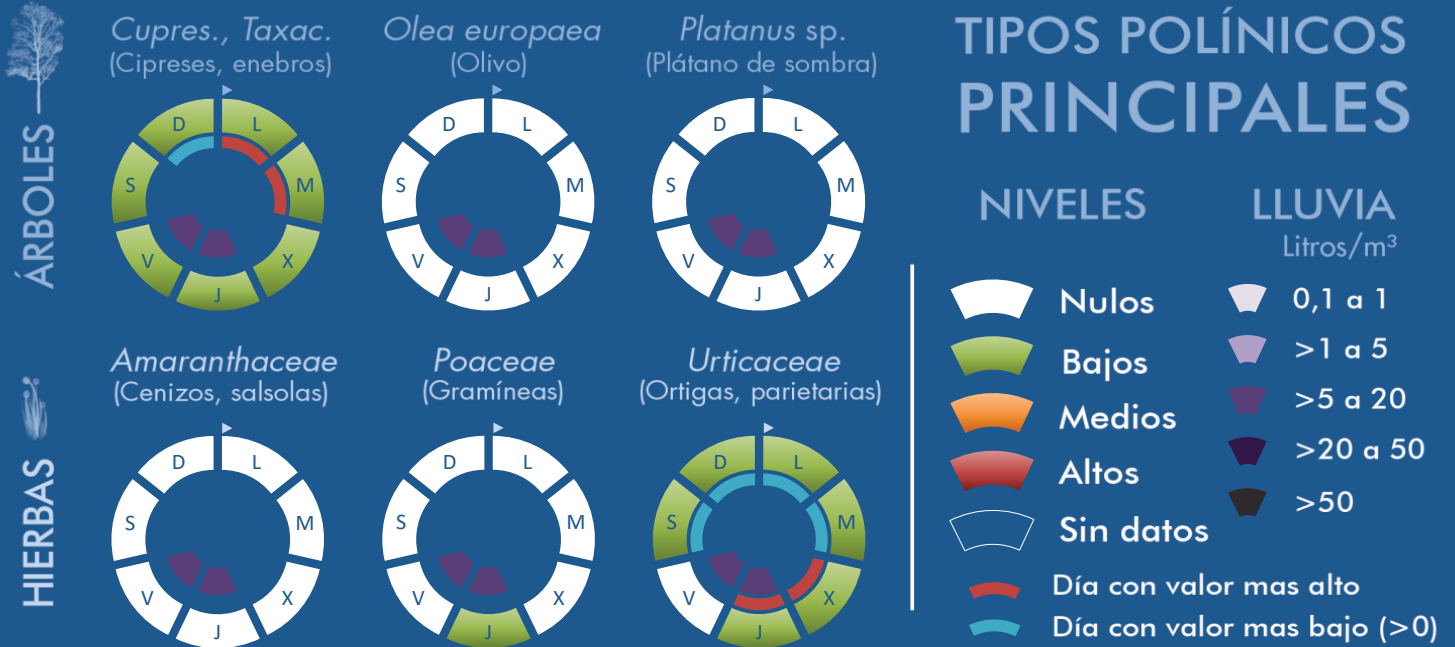 TIPOS POLÍNICOS
PRINCIPALES
ÁRBOLES
Cupres., Taxac.
(Cipreses, enebros)
D L
S M
V X
J
Olea europaea
(Olivo)
D L
S M
V X
J
Platanus sp.
(Plátano de sombra)
D L
S M
V X
J
HIERBAS
Amaranthaceae
(Cenizos, salsolas)
D L
S M
V X
J
Poaceae
(Gramíneas)
D L
S M
V X
J
Urticaceae
(Ortigas, parietarias)
D L
S M
V X
J
NIVELES
Nulos
Bajos
Medios
Altos
Sin datos
LLUVIA
Litros/m³
0,1 a 1
>1 a 5
>5 a 20
>20 a 50
>50
Día con valor mas alto
Día con valor mas bajo (>0)